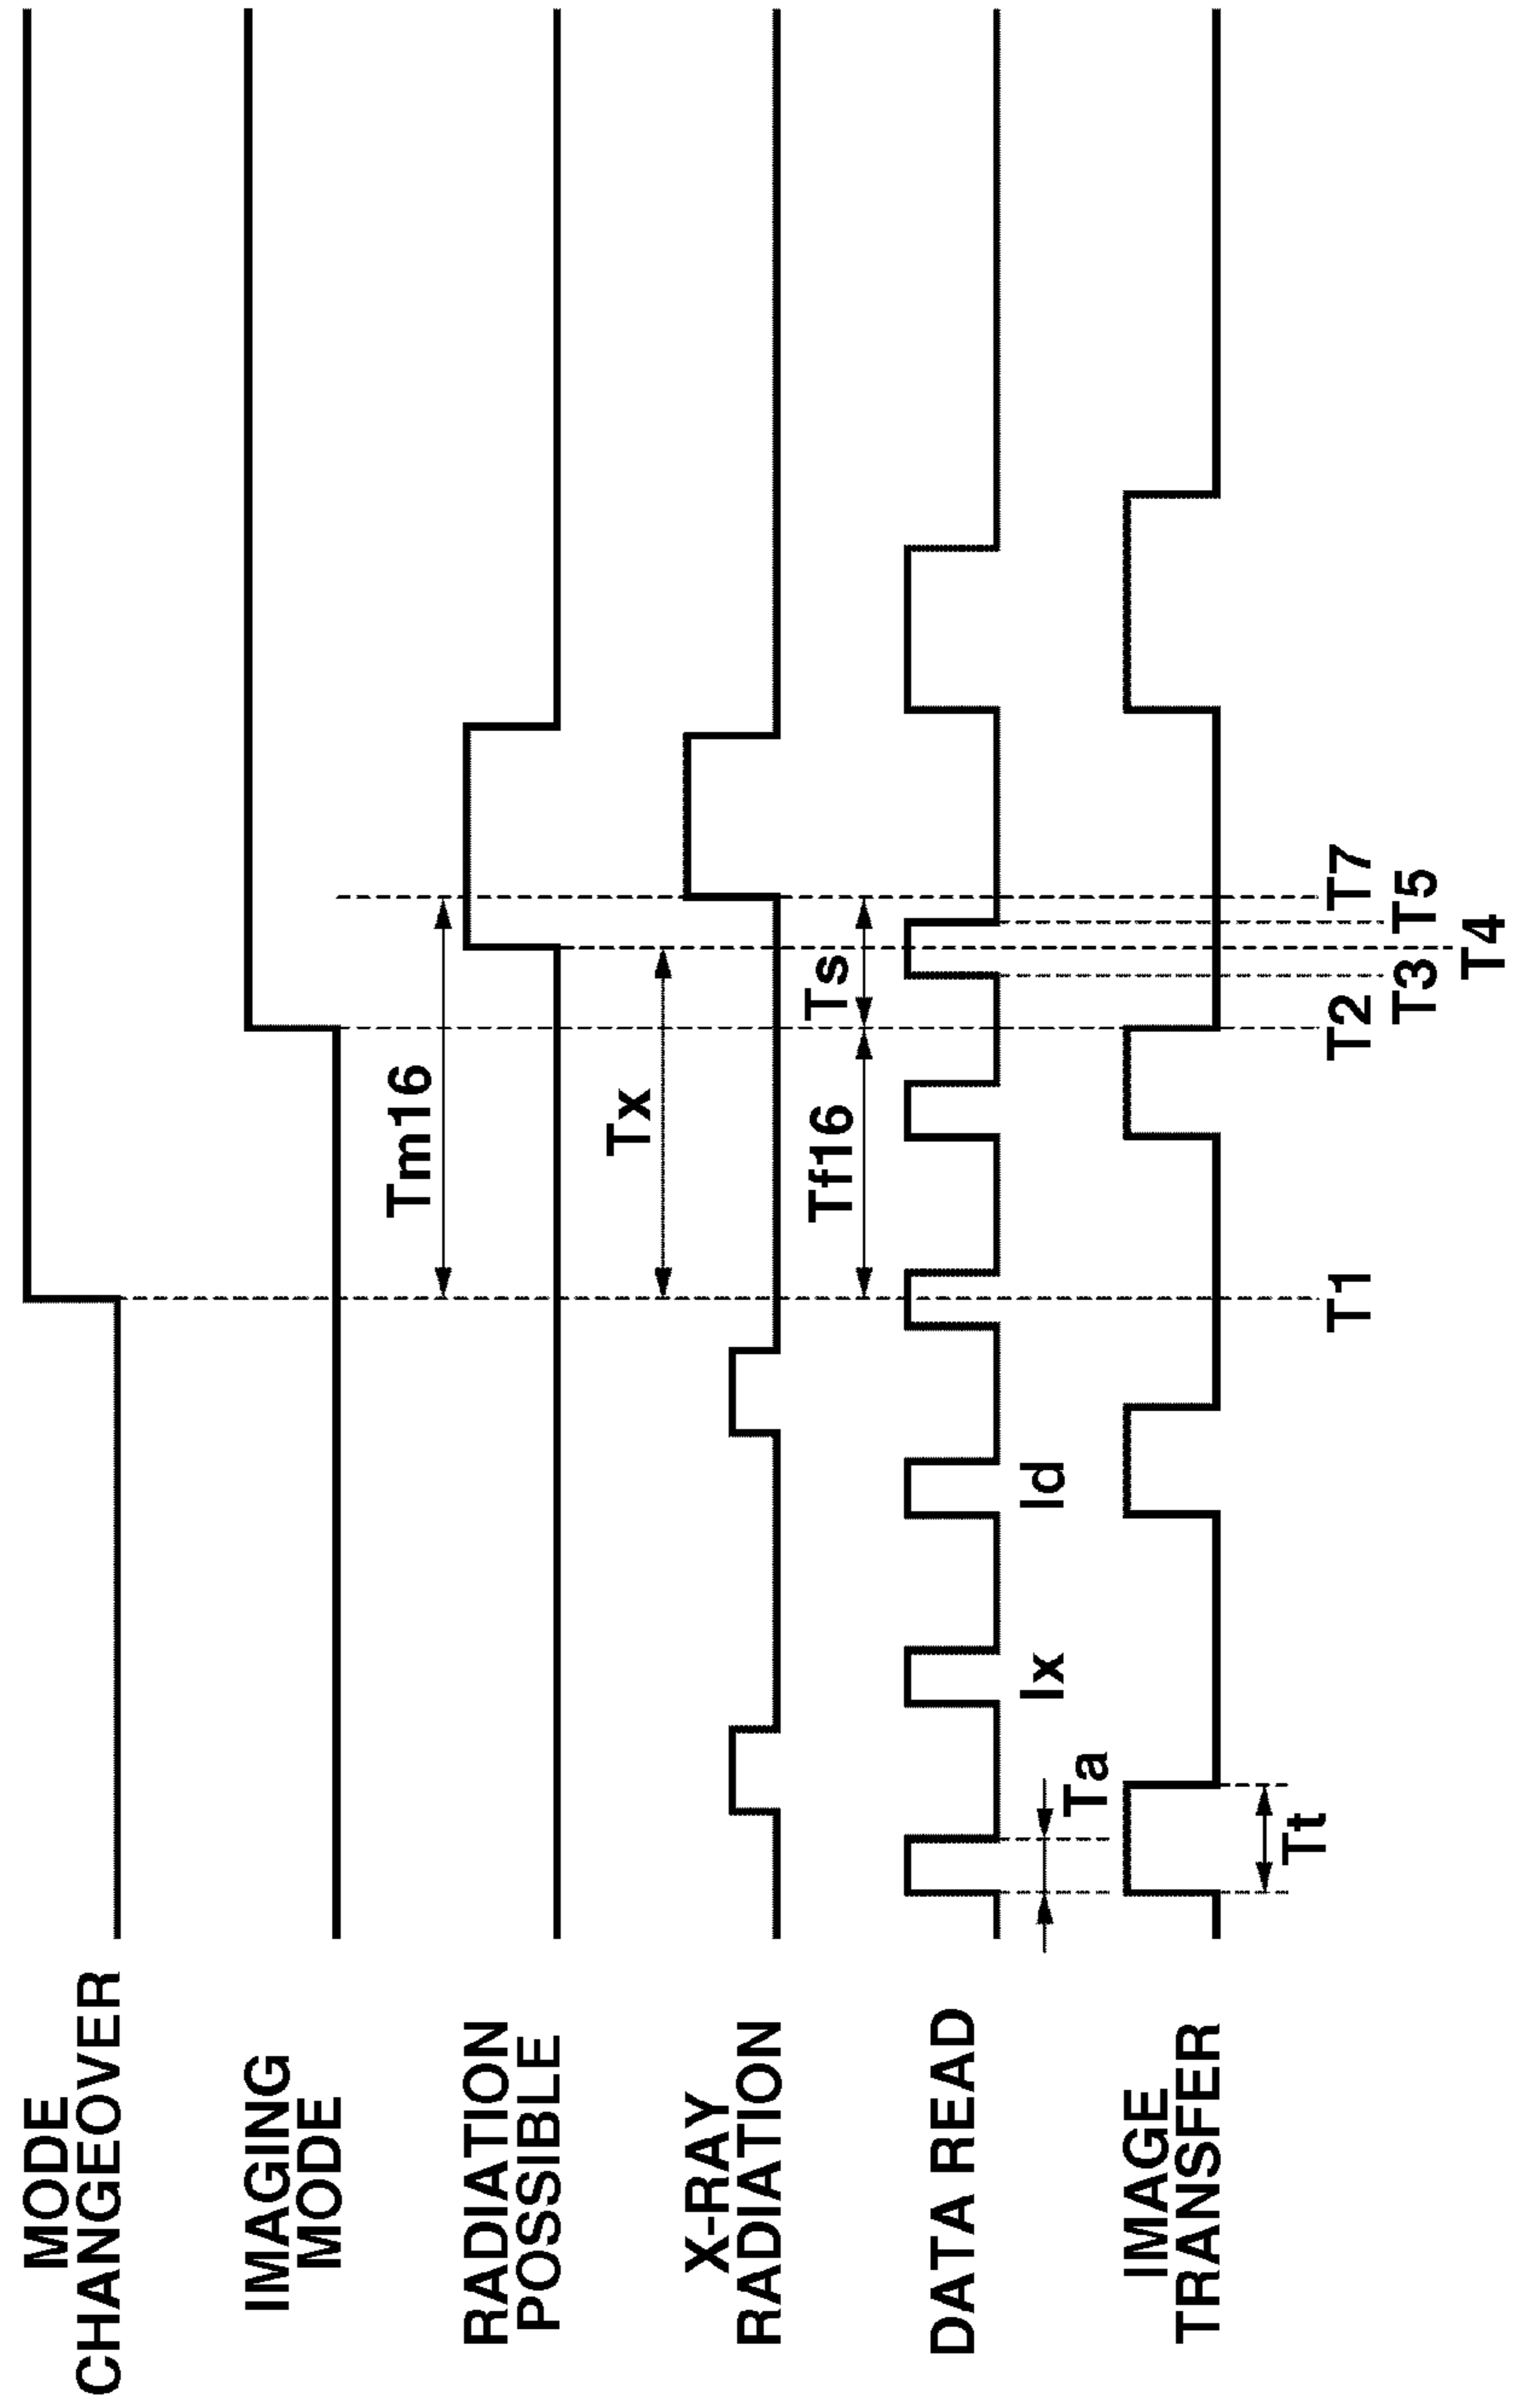 MODE
CHANGEOVER
IMAGING
MODE
Tm16
RADIATION
POSSIBLE
Tx
X-RAY
RADIATION
Tf16
Ts
DATA READ
Ix
Id
Ta
IMAGE
TRANSFER
Tt
T1
T2
T7
T3
T5
T4